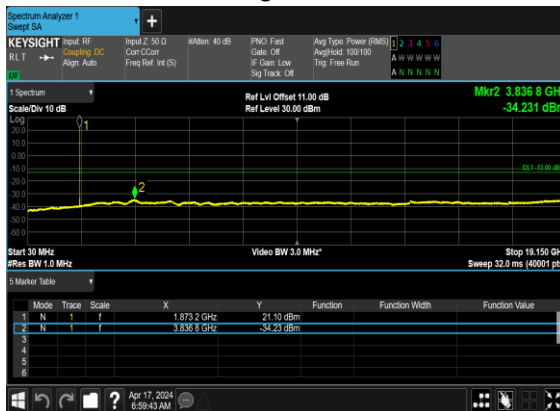 Spectrum Analyzer 1
Swept SA
KEYSIGHT Input: RF Input Z: 50 Ω #Atten: 40 dB PNO: Fast Avg Type: Power (RMS) 1 2 3 4 5 6
RLT Coupling: DC Corr CCorr Gate: Off Avg|Hold: 100/100 A W W W W W
Align: Auto Freq Ref: Int (S) IF Gain: Low Trig: Free Run
LXI Sig Track: Off A N N N N N
1 Spectrum
Ref Lvl Offset 11.00 dB Mkr2 3.836 8 GH
Scale/Div 10 dB Ref Level 30.00 dBm -34.231 dB
Log
20.0
10.0
0.00
-10.0
-20.0
-30.0
-40.0
-50.0
-60.0
1
2
DL1 -13.00 dB
Start 30 MHz Video BW 3.0 MHz* Stop 19.150 G
#Res BW 1.0 MHz Sweep 32.0 ms (40001 pt
5 Marker Table
Mode Trace Scale X Y Function Function Width Function Value
1 N 1 f 1.873 2 GHz 21.10 dBm
2 N 1 f 3.836 8 GHz -34.23 dBm
3
4
5
6
? Apr 17, 2024
6:59:43 AM